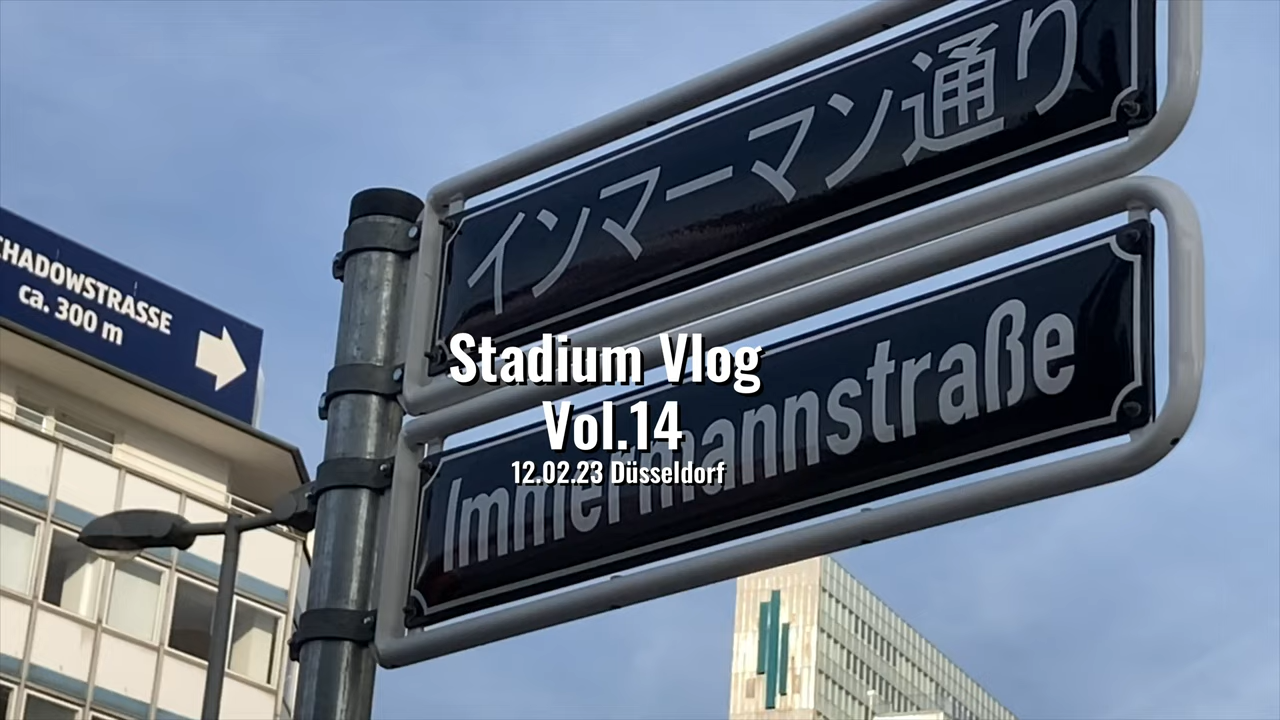 インマーマン通り
CHADOWSTRASSE
ca. 300 m
Immermannstraße
Stadium Vlog
Vol.14
12.02.23 Düsseldorf